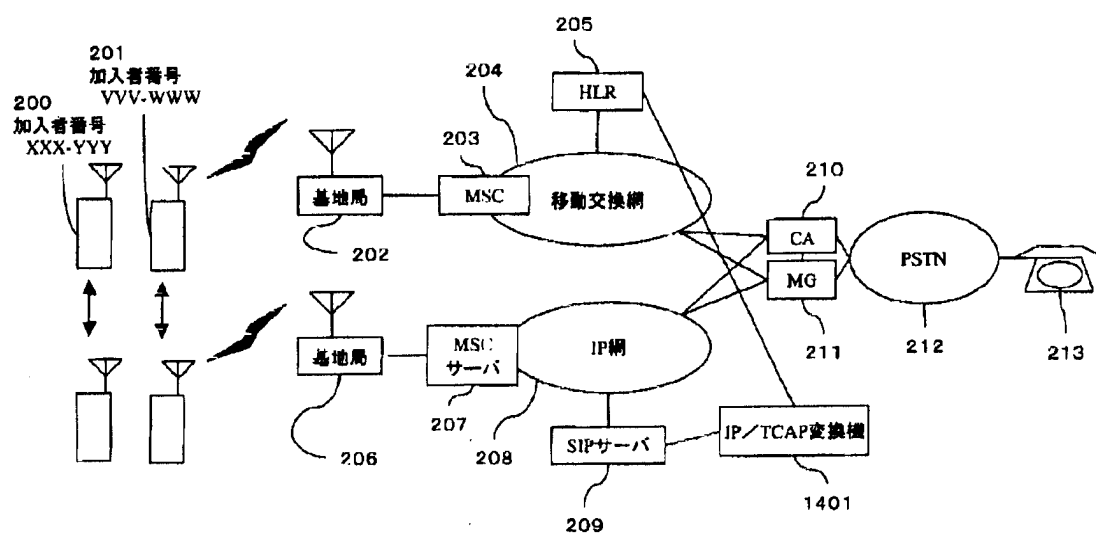 201
加入者番号
VVV-WWW
200
加入者番号
XXX-YYY
205
HLR
204
203
MSC
移動交換網
基地局
202
210
CA
MG
211
PSTN
212
213
基地局
206
MSC
サーバ
207
IP網
208
SIPサーバ
209
IP/TCAP変換機
1401